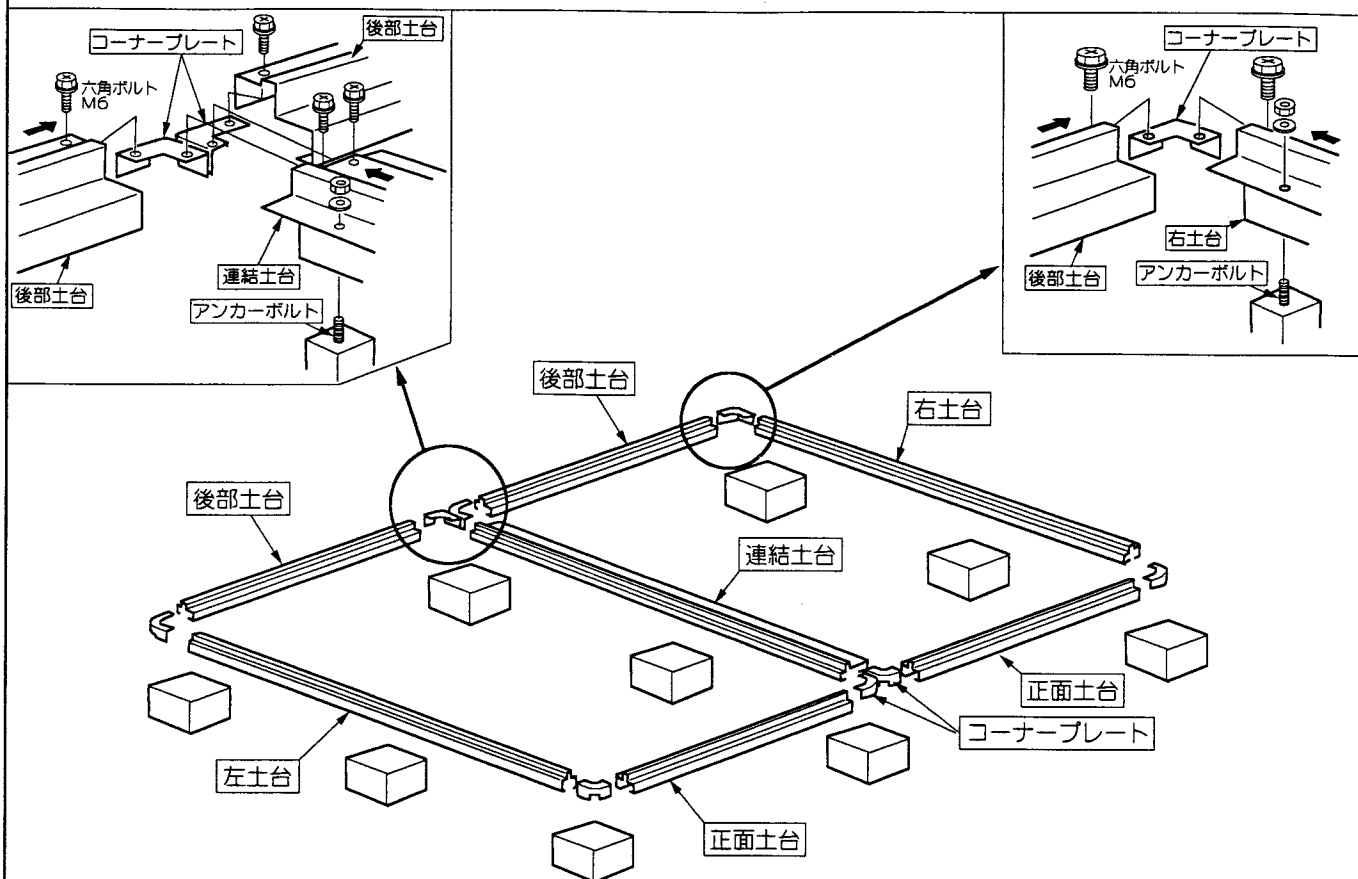 コーナープレート
後部土台
六角ボルト
M6
連結土台
後部土台
アンカーボルト
コーナープレート
六角ボルト
M6
右土台
後部土台
アンカーボルト
後部土台
右土台
後部土台
連結土台
正面土台
コーナープレート
左土台
正面土台